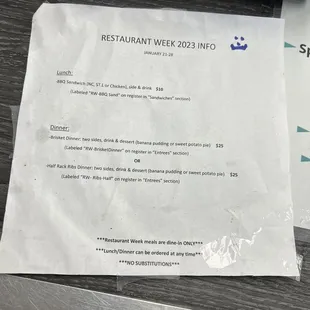 RESTAURANT WEEK 2023 INFO
JANUARY 21-28
Lunch:
-BBQ Sandwich (NC, ST.L or Chicken), side & drink $16
(Labeled "RW-BBQ Sand" on register in "Sandwiches" section)
Dinner:
-Brisket Dinner: two sides, drink & dessert (banana pudding or sweet potato pie) $25
(Labeled "RW-BrisketDinner" on register in "Entrees" section)
OR
-Half Rack Ribs Dinner: two sides, drink & dessert (banana pudding or sweet potato pie) $25
(Labeled "RW- Ribs-Half" on register in "Entrees" section)
***Restaurant Week meals are dine-in ONLY***
***Lunch/Dinner can be ordered at any time**
***NO SUBSTITUTIONS***
Sp